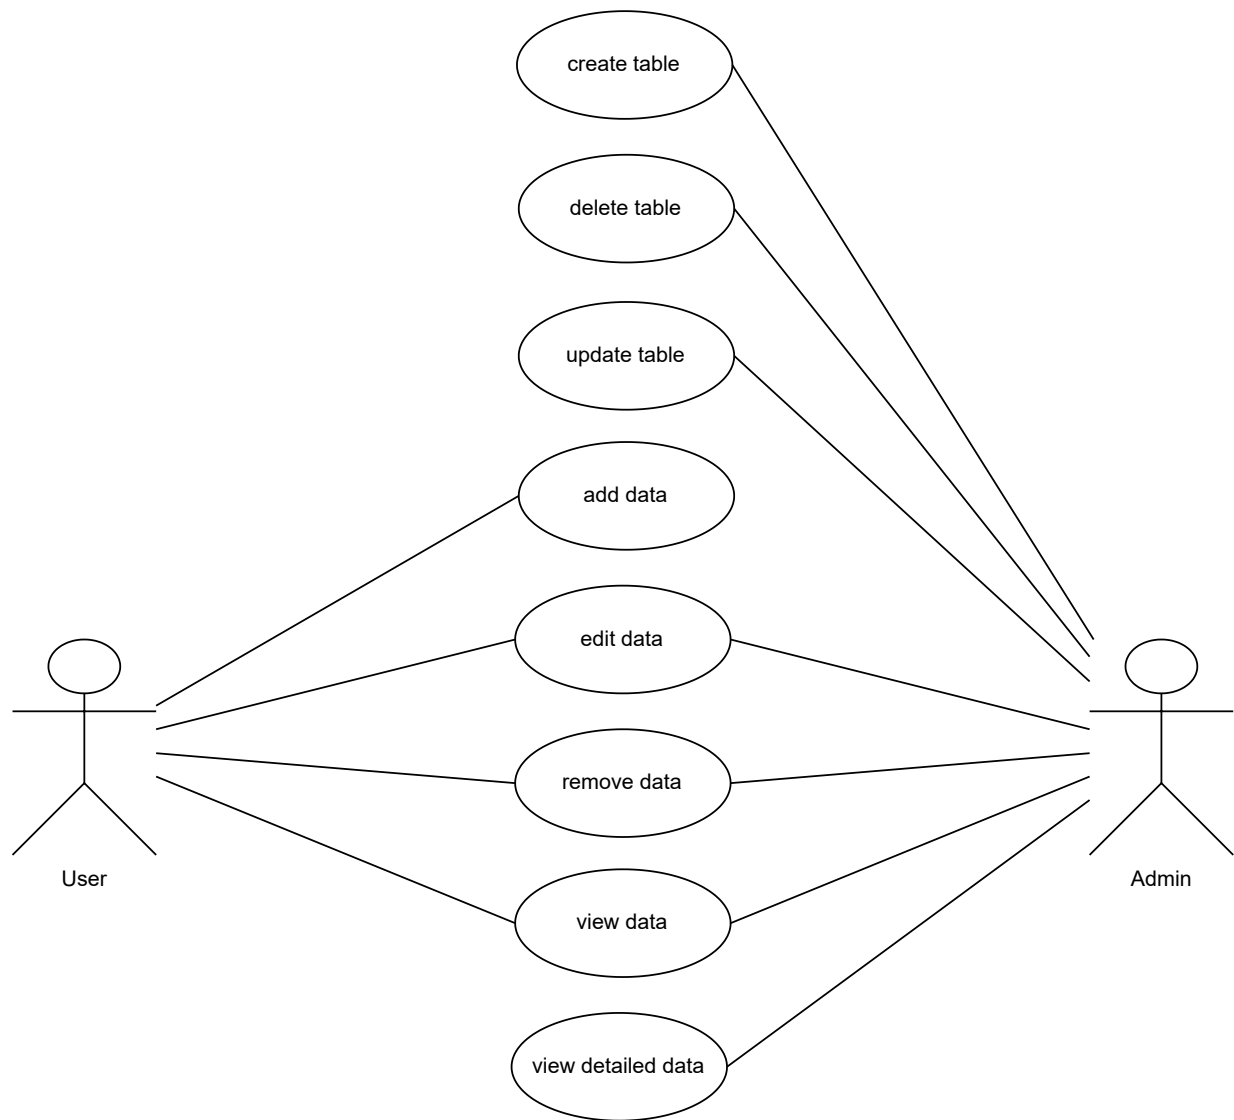 create table
delete table
update table
add data
edit data
remove data
User
Admin
view data
view detailed data